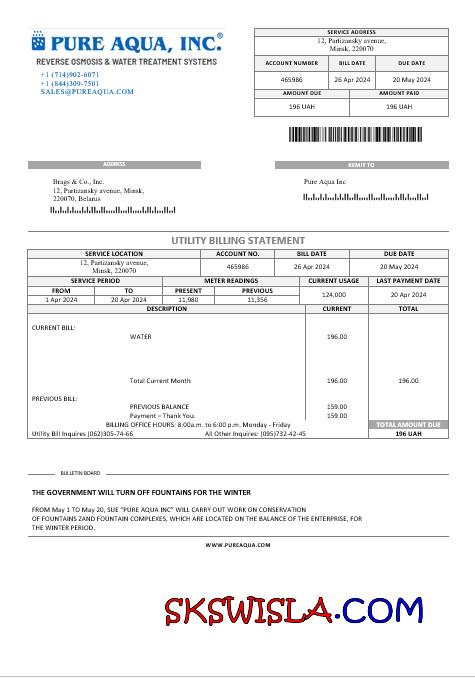 PURE AQUA, INC.®
REVERSE OSMOSIS & WATER TREATMENT SYSTEMS
+1 (714)902-6071
+1 (844)309-7501
SALES@PUREAQUA.COM
SERVICE ADDRESS
12, Partizansky avenue,
Minsk, 220070
ACCOUNT NUMBER BILL DATE DUE DATE
465986 26 Apr 2024 20 May 2024
AMOUNT DUE AMOUNT PAID
196 UAH 196 UAH
ADDRESS REMIT TO
Brags & Co., Inc. Pure Aqua Inc
12, Partizansky avenue, Minsk,
220070, Belarus
UTILITY BILLING STATEMENT
SERVICE LOCATION ACCOUNT NO. BILL DATE DUE DATE
12, Partizansky avenue,
Minsk, 220070 465986 26 Apr 2024 20 May 2024
SERVICE PERIOD METER READINGS CURRENT USAGE LAST PAYMENT DATE
FROM TO PRESENT PREVIOUS 124,000 20 Apr 2024
1 Apr 2024 20 Apr 2024 11,980 11,356
DESCRIPTION CURRENT TOTAL
CURRENT BILL:
WATER 196.00
Total Current Month 196.00 196.00
PREVIOUS BILL:
PREVIOUS BALANCE 159.00
Payment – Thank You. 159.00
BILLING OFFICE HOURS: 8:00a.m. to 6:00 p.m. Monday - Friday TOTAL AMOUNT DUE
Utility Bill Inquires (062)305-74-66 All Other Inquires: (095)732-42-45 196 UAH
BULLETIN BOARD
THE GOVERNMENT WILL TURN OFF FOUNTAINS FOR THE WINTER
FROM May 1 TO May 20, SUE “PURE AQUA INC” WILL CARRY OUT WORK ON CONSERVATION
OF FOUNTAINS ZAND FOUNTAIN COMPLEXES, WHICH ARE LOCATED ON THE BALANCE OF THE ENTERPRISE, FOR
THE WINTER PERIOD.
WWW.PUREAQUA.COM
SKSWISLA.COM